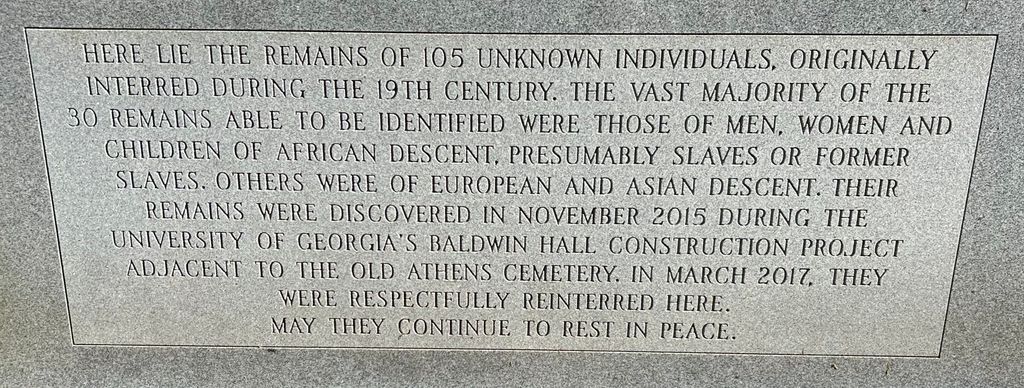 HERE LIE THE REMAINS OF 105 UNKNOWN INDIVIDUALS, ORIGINALLY
INTERRED DURING THE 19TH CENTURY. THE VAST MAJORITY OF THE
30 REMAINS ABLE TO BE IDENTIFIED WERE THOSE OF MEN, WOMEN AND
CHILDREN OF AFRICAN DESCENT, PRESUMABLY SLAVES OR FORMER
SLAVES. OTHERS WERE OF EUROPEAN AND ASIAN DESCENT. THEIR
REMAINS WERE DISCOVERED IN NOVEMBER 2015 DURING THE
UNIVERSITY OF GEORGIA'S BALDWIN HALL CONSTRUCTION PROJECT
ADJACENT TO THE OLD ATHENS CEMETERY. IN MARCH 2017, THEY
WERE RESPECTFULLY REINTERRED HERE.
MAY THEY CONTINUE TO REST IN PEACE.